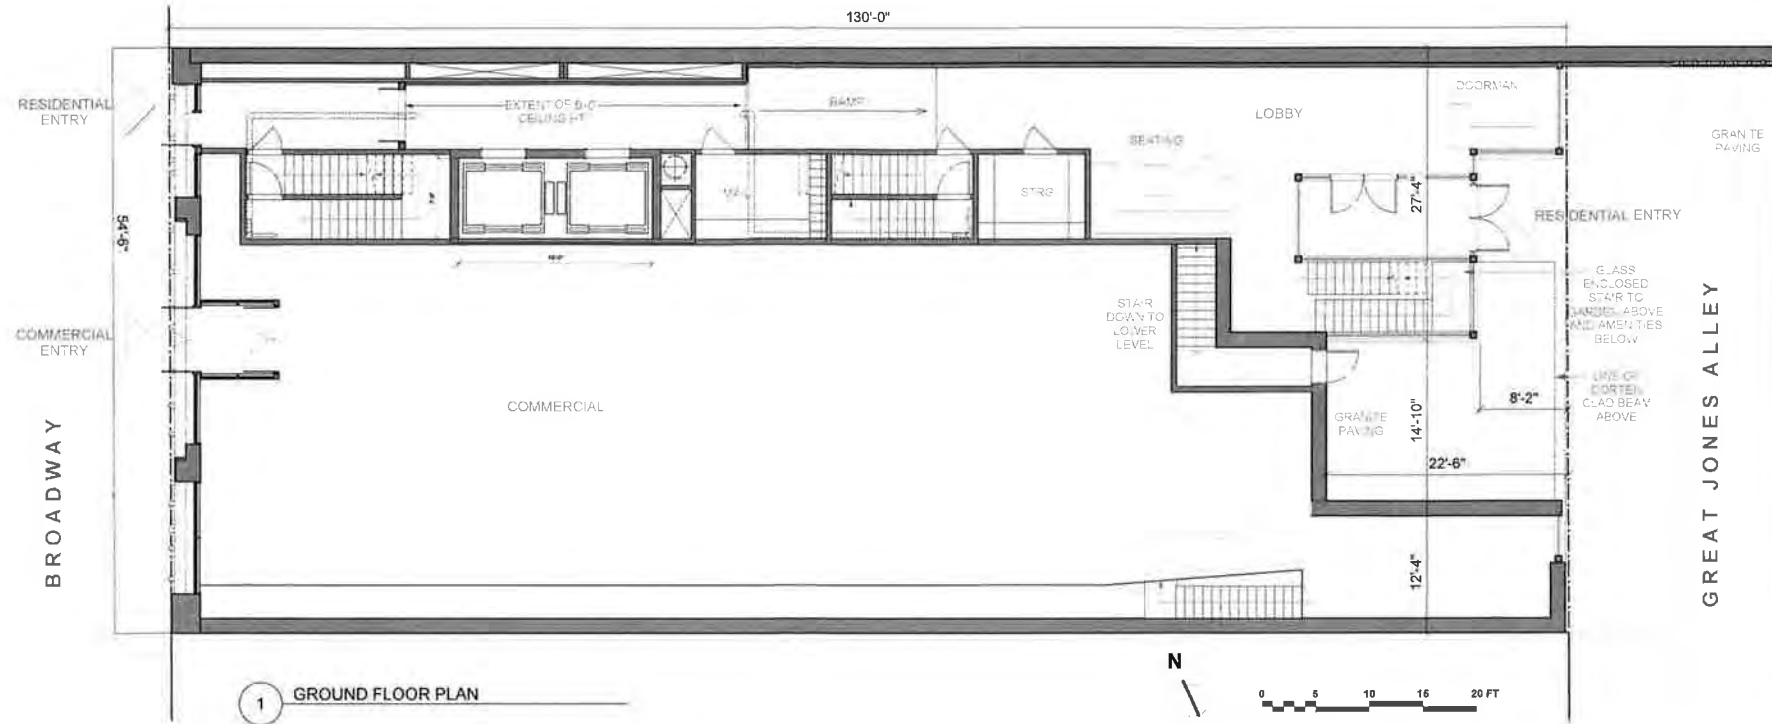 130'-0"
RESIDENTIAL
ENTRY
EXTENT OF
CEILING HT
RAMP
LOBBY
DOORMAN
SEATING
GRANITE
PAVING
STRG
27'-4"
RESIDENTIAL ENTRY
54'-6"
COMMERCIAL
ENTRY
STAIR
DOWN TO
LOWER
LEVEL
GLASS
ENCLOSED
STAIR TO
GARDEN ABOVE
AND AMENITIES
BELOW
LINE OF
CORTEN
CLAD BEAM
ABOVE
8'-2"
COMMERCIAL
GRANITE
PAVING
14'-10"
22'-6"
12'-4"
BROADWAY
GREAT JONES ALLEY
1 GROUND FLOOR PLAN
N
0 5 10 15 20 FT